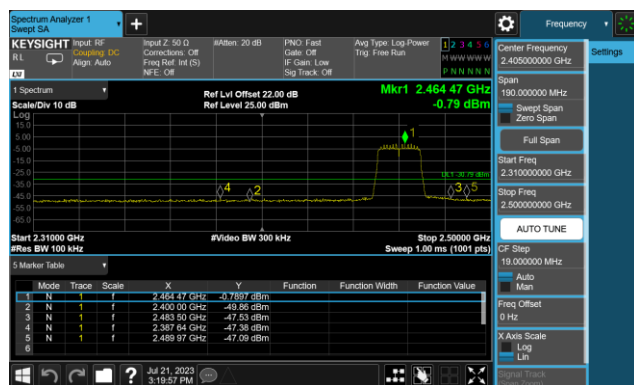 Spectrum Analyzer 1
Swept SA
Frequency
KEYSIGHT
Input: RF
Input Z: 50 Ω
#Atten: 20 dB
PNO: Fast
Avg Type: Log-Power
1 2 3 4 5 6
RL
Coupling: DC
Corrections: Off
Gate: Off
Trig: Free Run
M W W W W W
Align: Auto
Freq Ref: Int (S)
IF Gain: Low
P N N N N N
NFE: Off
Sig Track: Off
LXI
1 Spectrum
Ref Lvl Offset 22.00 dB
Mkr1 2.464 47 GHz
Scale/Div 10 dB
Ref Level 25.00 dBm
-0.79 dBm
Log
15.0
5.00
-5.00
-15.0
-25.0
-35.0
-45.0
-55.0
-65.0
1
DL1 -30.79 dBm
4
2
3
5
Start 2.31000 GHz
#Video BW 300 kHz
Stop 2.50000 GHz
#Res BW 100 kHz
Sweep 1.00 ms (1001 pts)
5 Marker Table
Mode Trace Scale X Y Function Function Width Function Value
1 N 1 f 2.464 47 GHz -0.7897 dBm
2 N 1 f 2.400 00 GHz -49.86 dBm
3 N 1 f 2.483 50 GHz -47.53 dBm
4 N 1 f 2.387 64 GHz -47.38 dBm
5 N 1 f 2.489 97 GHz -47.09 dBm
6
?
Jul 21, 2023
3:19:57 PM
Center Frequency
2.405000000 GHz
Settings
Span
190.000000 MHz
Swept Span
Zero Span
Full Span
Start Freq
2.310000000 GHz
Stop Freq
2.500000000 GHz
AUTO TUNE
CF Step
19.000000 MHz
Auto
Man
Freq Offset
0 Hz
X Axis Scale
Log
Lin
Signal Track
(Span Zoom)